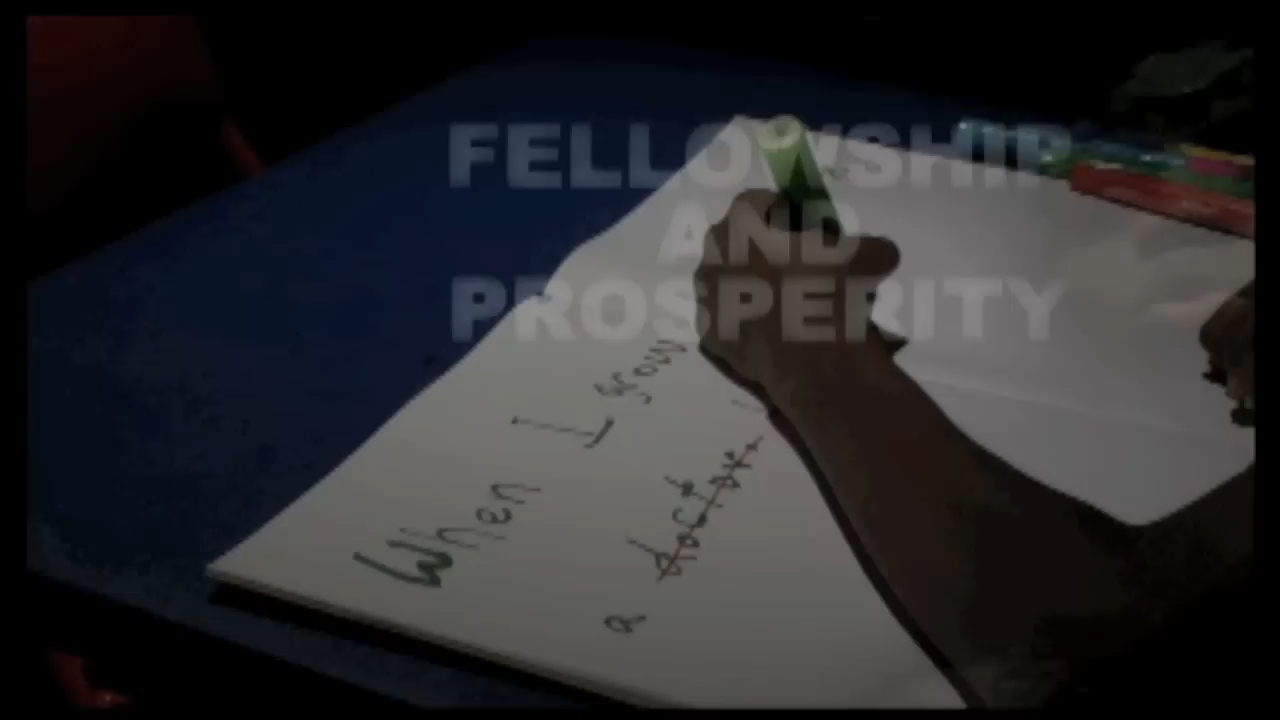 FELLOWSHIP
AND
PROSPERITY
When I grow
a doctor